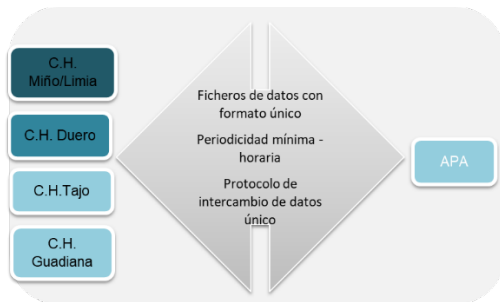 C.H.
Miño/Limia
C.H. Duero
C.H.Tajo
C.H.
Guadiana
Ficheros de datos con
formato único
Periodicidad mínima -
horaria
Protocolo de
intercambio de datos
único
APA